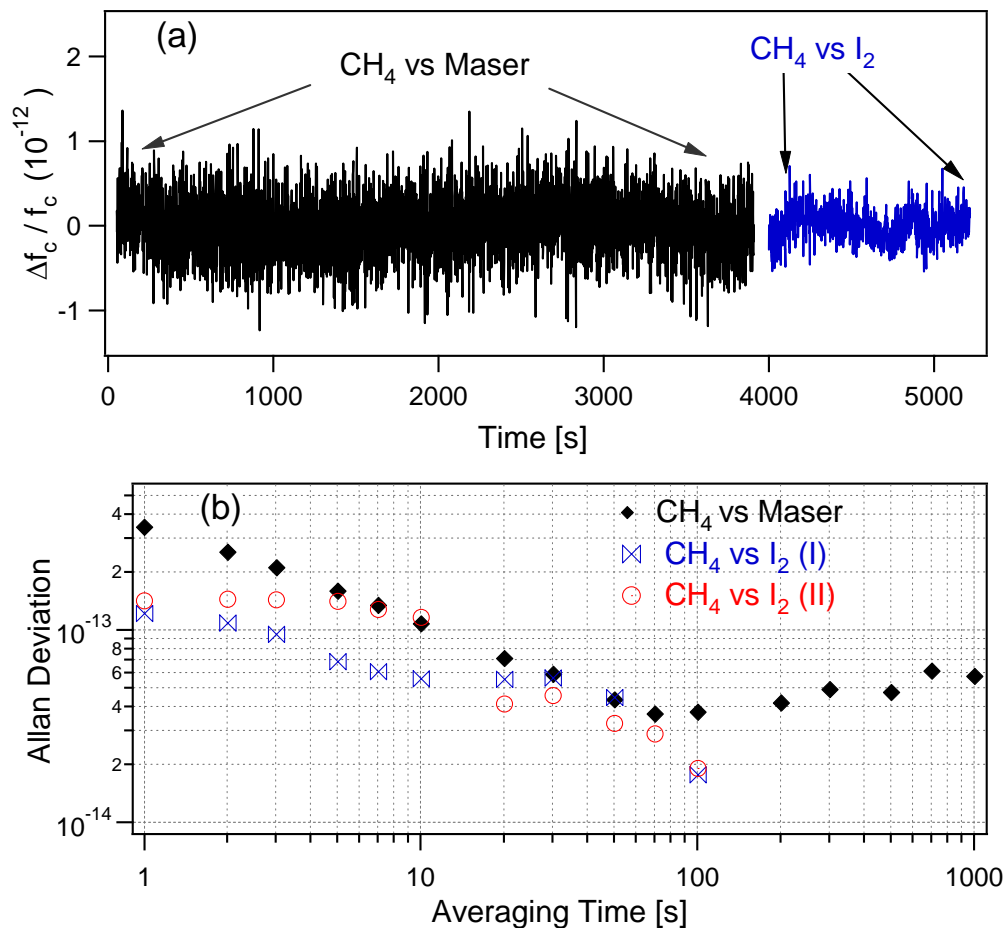 (a)
CH4 vs Maser
CH4 vs I2
2
1
0
-1
Δfc / fc (10-12)
0 1000 2000 3000 4000 5000
Time [s]
(b)
CH4 vs Maser
CH4 vs I2 (I)
CH4 vs I2 (II)
4
2
10-13
8
6
4
2
10-14
Allan Deviation
1 10 100 1000
Averaging Time [s]